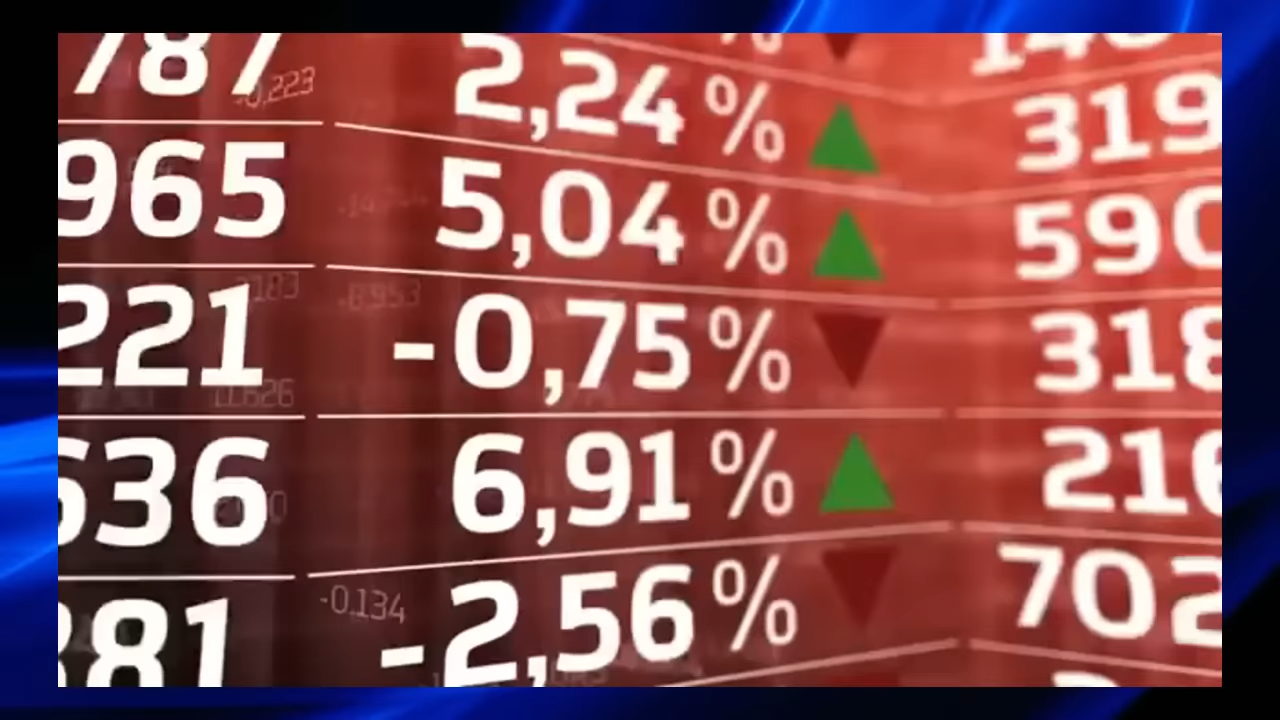 787 2,24 % 319
965 5,04 % 590
221 -0,75 % 318
636 6,91 % 216
-0,134
381 -2,56 % 702